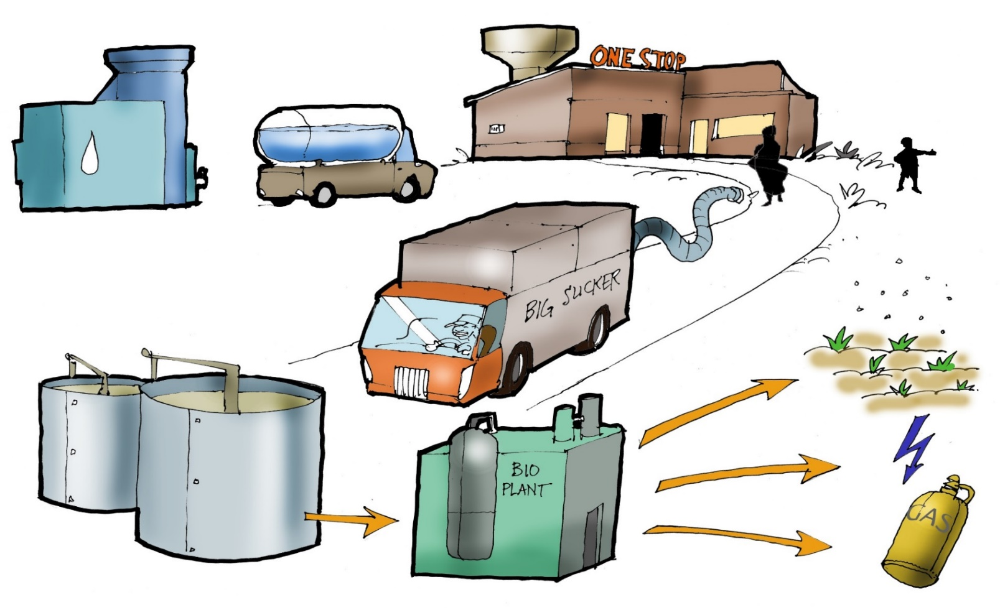 ONE STOP
BIG SUCKER
BIO
PLANT
GAS